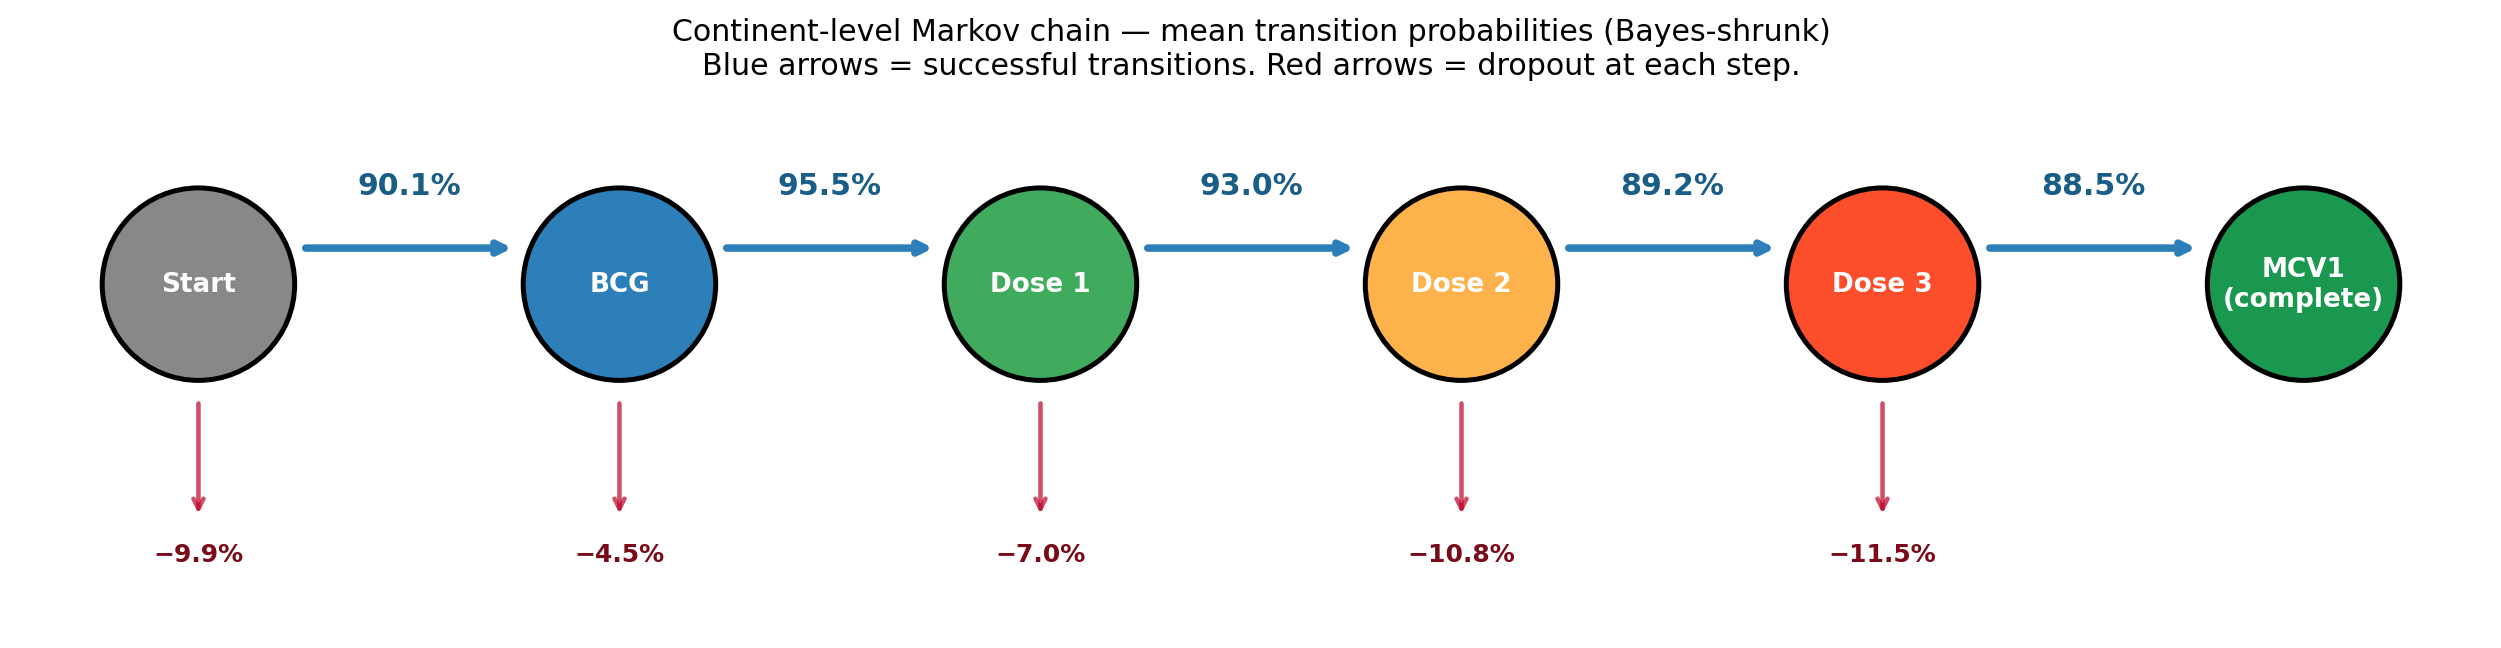 Continent-level Markov chain — mean transition probabilities (Bayes-shrunk)
Blue arrows = successful transitions. Red arrows = dropout at each step.
90.1%
95.5%
93.0%
89.2%
88.5%
Start
BCG
Dose 1
Dose 2
Dose 3
MCV1
(complete)
−9.9%
−4.5%
−7.0%
−10.8%
−11.5%